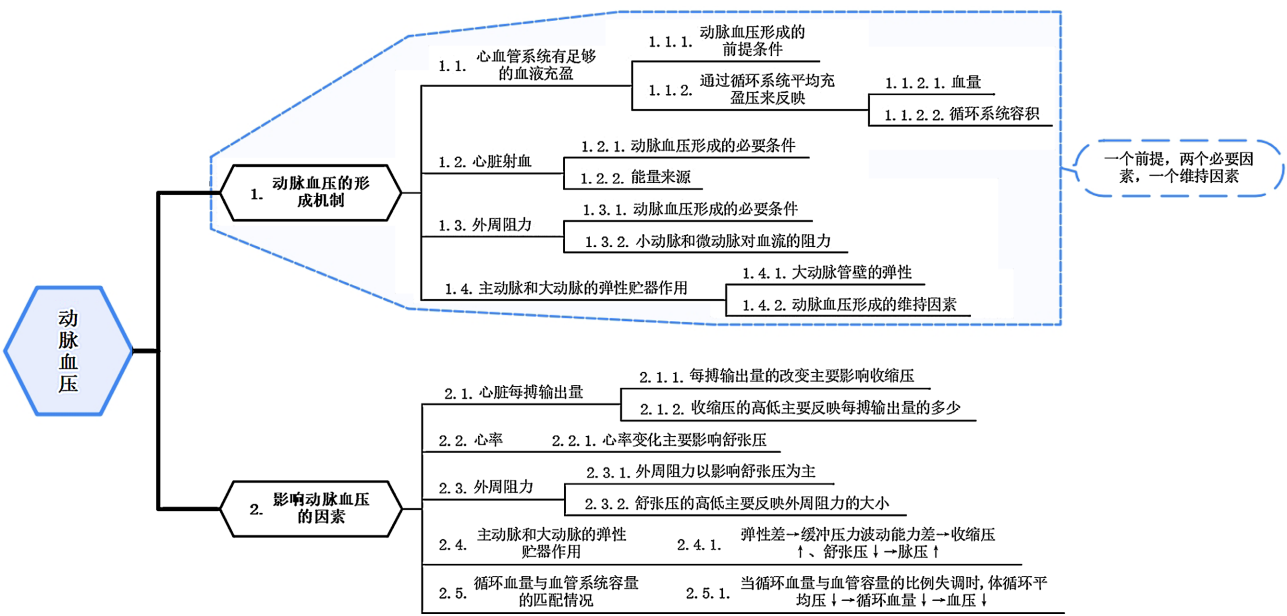 动脉血压
1. 动脉血压的形
成机制
1.1. 心血管系统有足够
的血液充盈
1.1.1. 动脉血压形成的
前提条件
1.1.2. 通过循环系统平均充
盈压来反映
1.1.2.1. 血量
1.1.2.2. 循环系统容积
1.2. 心脏射血
1.2.1. 动脉血压形成的必要条件
1.2.2. 能量来源
1.3. 外周阻力
1.3.1. 动脉血压形成的必要条件
1.3.2. 小动脉和微动脉对血流的阻力
1.4. 主动脉和大动脉的弹性贮器作用
1.4.1. 大动脉管壁的弹性
1.4.2. 动脉血压形成的维持因素
一个前提，两个必要因
素，一个维持因素
2. 影响动脉血压
的因素
2.1. 心脏每搏输出量
2.1.1. 每搏输出量的改变主要影响收缩压
2.1.2. 收缩压的高低主要反映每搏输出量的多少
2.2. 心率
2.2.1. 心率变化主要影响舒张压
2.3. 外周阻力
2.3.1. 外周阻力以影响舒张压为主
2.3.2. 舒张压的高低主要反映外周阻力的大小
2.4. 主动脉和大动脉的弹性
贮器作用
2.4.1. 弹性差→缓冲压力波动能力差→收缩压
↑、舒张压↓→脉压↑
2.5. 循环血量与血管系统容量
的匹配情况
2.5.1. 当循环血量与血管容量的比例失调时,体循环平
均压↓→循环血量↓→血压↓